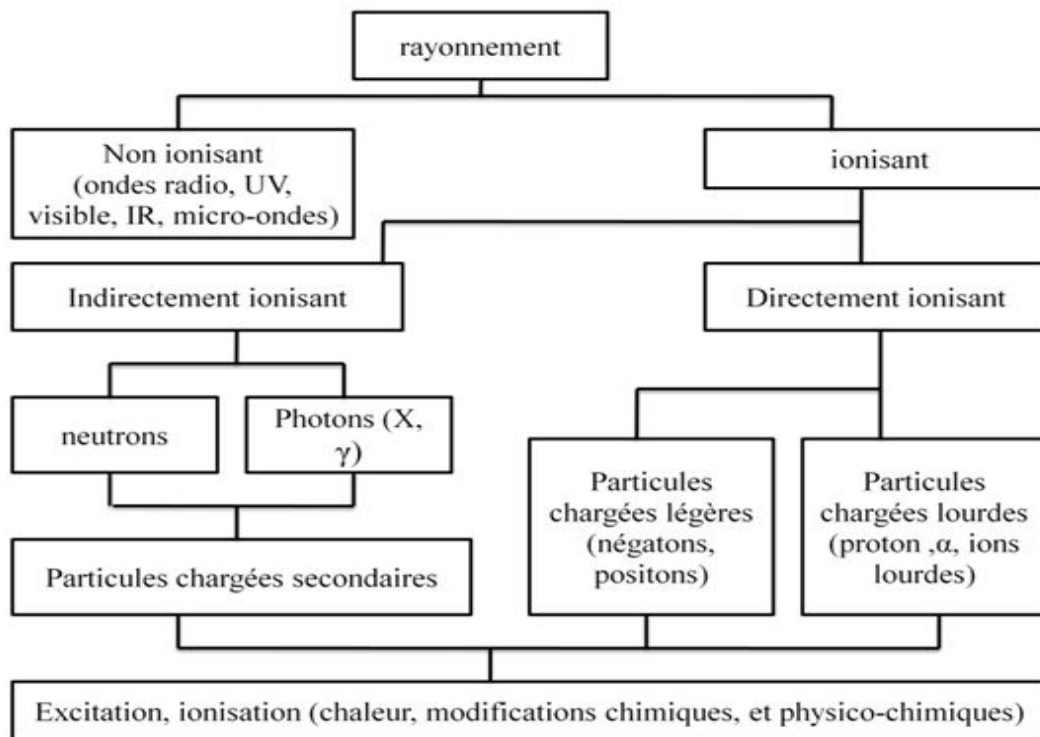 rayonnement
Non ionisant
(ondes radio, UV,
visible, IR, micro-ondes)
ionisant
Indirectement ionisant
Directement ionisant
neutrons
Photons (X,
γ)
Particules
chargées légères
(négatons,
positons)
Particules
chargées lourdes
(proton ,α, ions
lourdes)
Particules chargées secondaires
Excitation, ionisation (chaleur, modifications chimiques, et physico-chimiques)